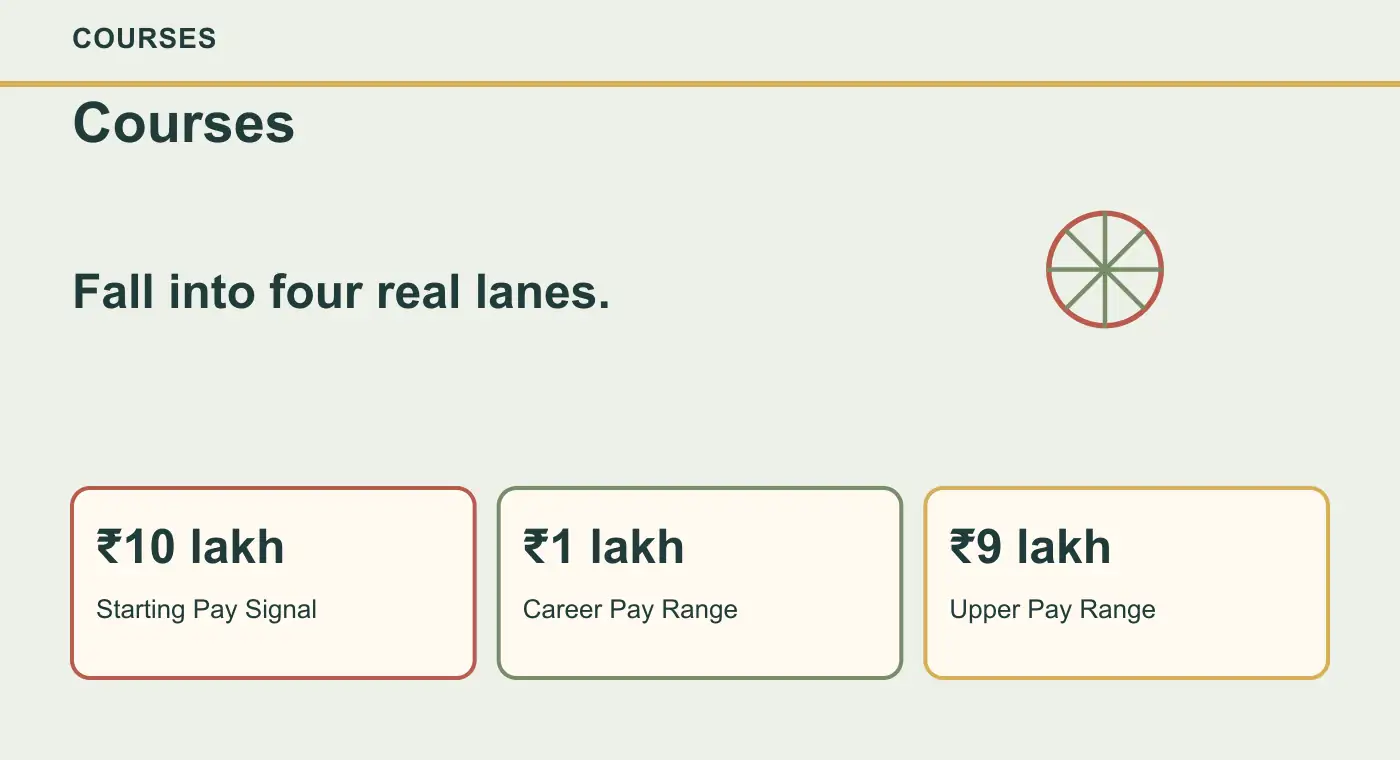 COURSES
Courses
Fall into four real lanes.
₹10 lakh
Starting Pay Signal
₹1 lakh
Career Pay Range
₹9 lakh
Upper Pay Range